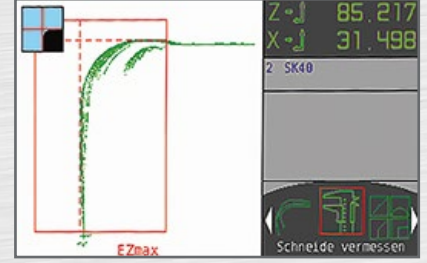 Z- 85.217
X- 31.498
2 SK40
EZmax
Schneide vermessen